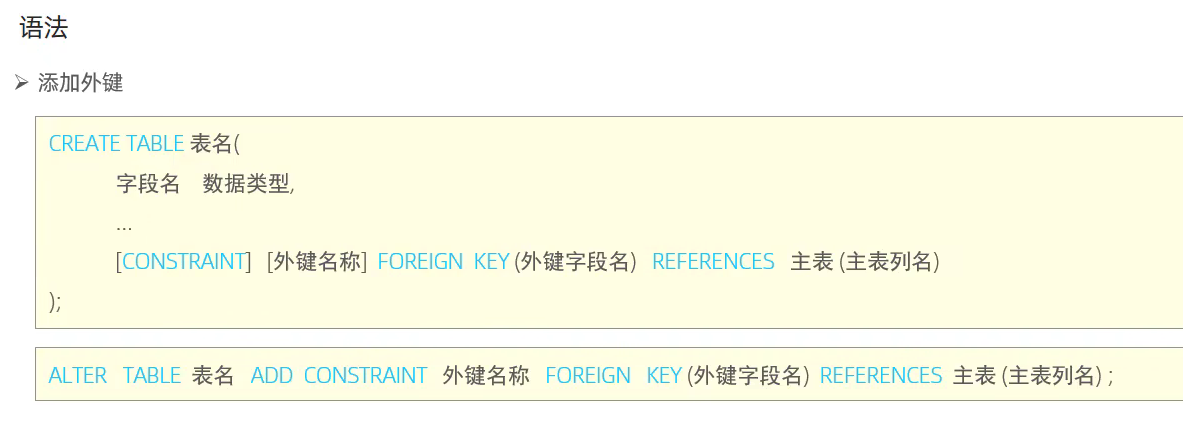 语法
添加外键
CREATE TABLE 表名(
字段名 数据类型,
...
[CONSTRAINT] [外键名称] FOREIGN KEY (外键字段名) REFERENCES 主表 (主表列名)
);
ALTER TABLE 表名 ADD CONSTRAINT 外键名称 FOREIGN KEY (外键字段名) REFERENCES 主表 (主表列名) ;